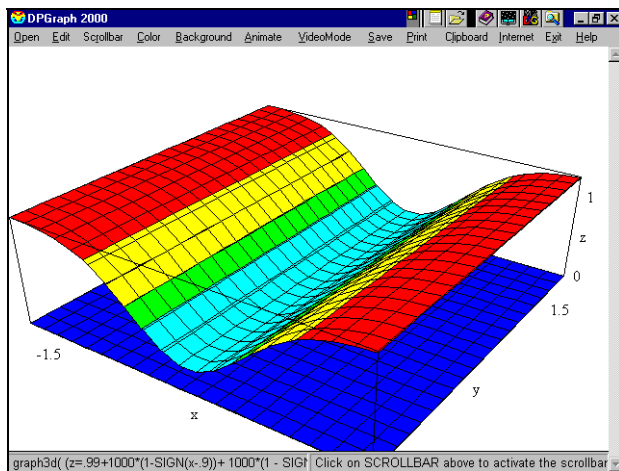 DPGraph 2000
Open Edit Scrollbar Color Background Animate VideoMode Save Print Clipboard Internet Exit Help
1
z
0
1.5
-1.5
y
x
graph3d( (z=.99+1000*(1-SIGN(x-.9))+ 1000*(1 - SIGN Click on SCROLLBAR above to activate the scrollbar